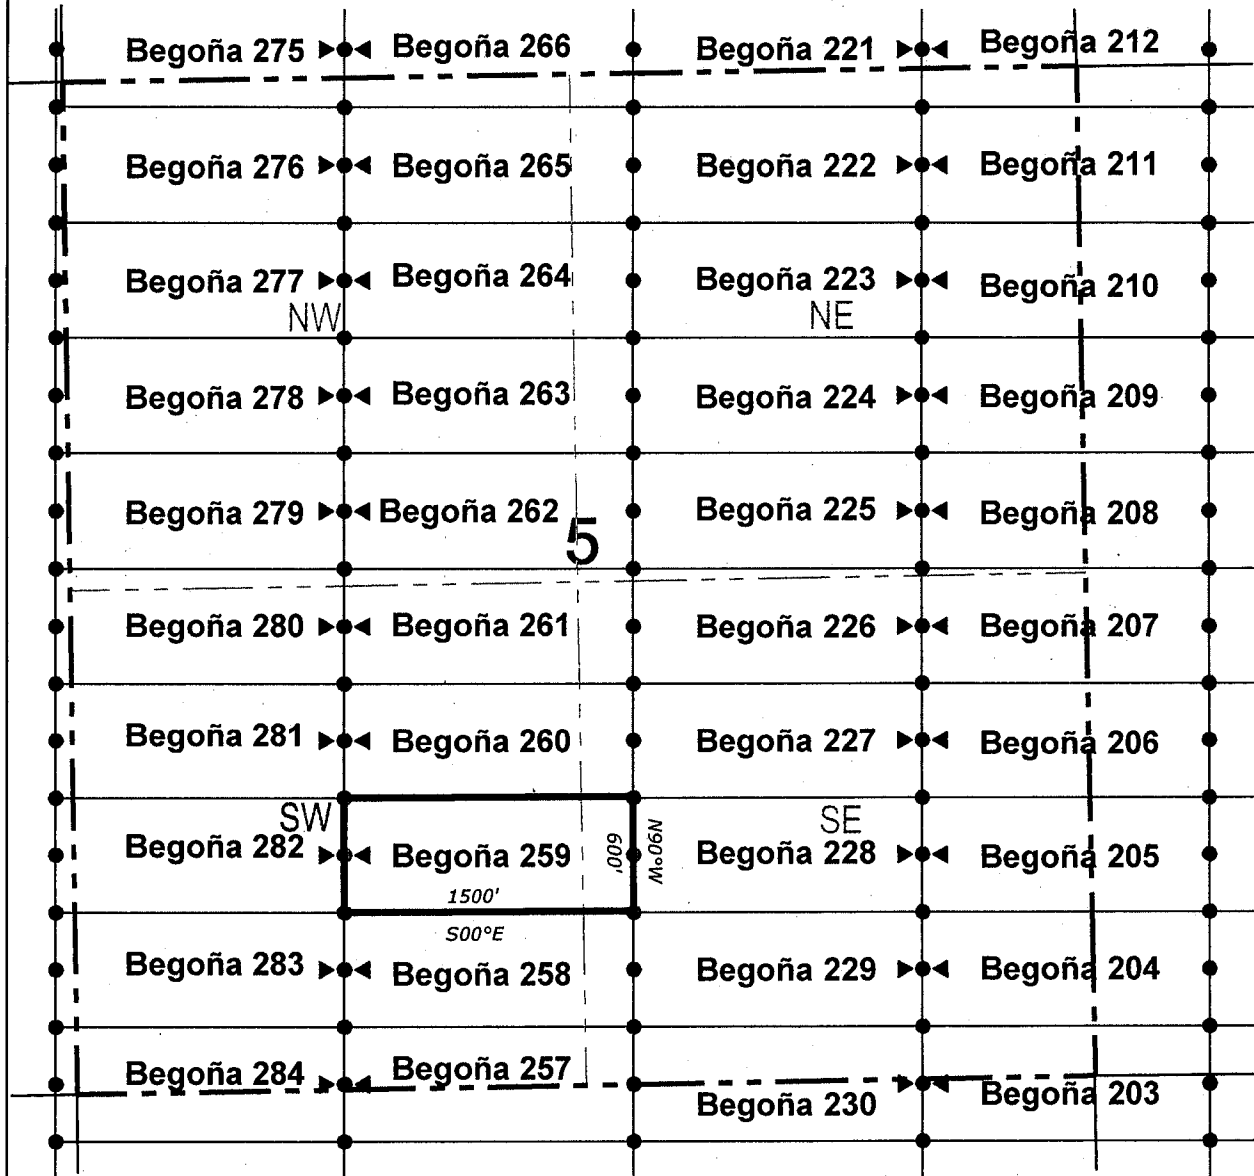 Begoña 275 Begoña 266 Begoña 221 Begoña 212
Begoña 276 Begoña 265 Begoña 222 Begoña 211
Begoña 277 Begoña 264 Begoña 223 Begoña 210
NW NE
Begoña 278 Begoña 263 Begoña 224 Begoña 209
Begoña 279 Begoña 262 Begoña 225 Begoña 208
5
Begoña 280 Begoña 261 Begoña 226 Begoña 207
Begoña 281 Begoña 260 Begoña 227 Begoña 206
SW SE
Begoña 282 Begoña 259 600' N90°W Begoña 228 Begoña 205
1500'
S00°E
Begoña 283 Begoña 258 Begoña 229 Begoña 204
Begoña 284 Begoña 257 Begoña 230 Begoña 203